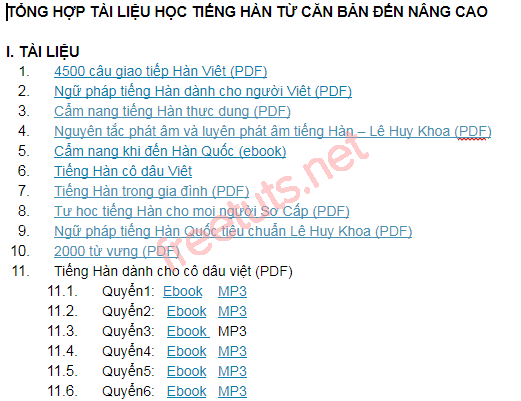 TỔNG HỢP TÀI LIỆU HỌC TIẾNG HÀN TỪ CĂN BẢN ĐẾN NÂNG CAO
I. TÀI LIỆU
1. 4500 câu giao tiếp Hàn Việt (PDF)
2. Ngữ pháp tiếng Hàn dành cho người Việt (PDF)
3. Cẩm nang tiếng Hàn thực dụng (PDF)
4. Nguyên tắc phát âm và luyện phát âm tiếng Hàn – Lê Huy Khoa (PDF)
5. Cẩm nang khi đến Hàn Quốc (ebook)
6. Tiếng Hàn cô dâu Việt
7. Tiếng Hàn trong gia đình (PDF)
8. Tự học tiếng Hàn cho mọi người Sơ Cấp (PDF)
9. Ngữ pháp tiếng Hàn Quốc tiêu chuẩn Lê Huy Khoa (PDF)
10. 2000 từ vựng (PDF)
11. Tiếng Hàn dành cho cô dâu việt (PDF)
11.1. Quyển1: Ebook MP3
11.2. Quyển2: Ebook MP3
11.3. Quyển3: Ebook MP3
11.4. Quyển4: Ebook MP3
11.5. Quyển5: Ebook MP3
11.6. Quyển6: Ebook MP3
freetuts.net